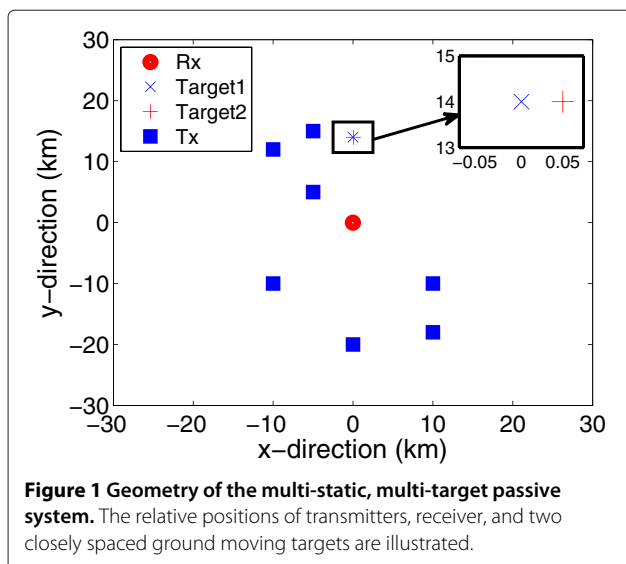 30
20
10
0
−10
−20
−30
y−direction (km)
Rx
Target1
Target2
Tx
15
14
13
−0.05 0 0.05
−30 −20 −10 0 10 20 30
x−direction (km)
Figure 1 Geometry of the multi-static, multi-target passive
system. The relative positions of transmitters, receiver, and two
closely spaced ground moving targets are illustrated.